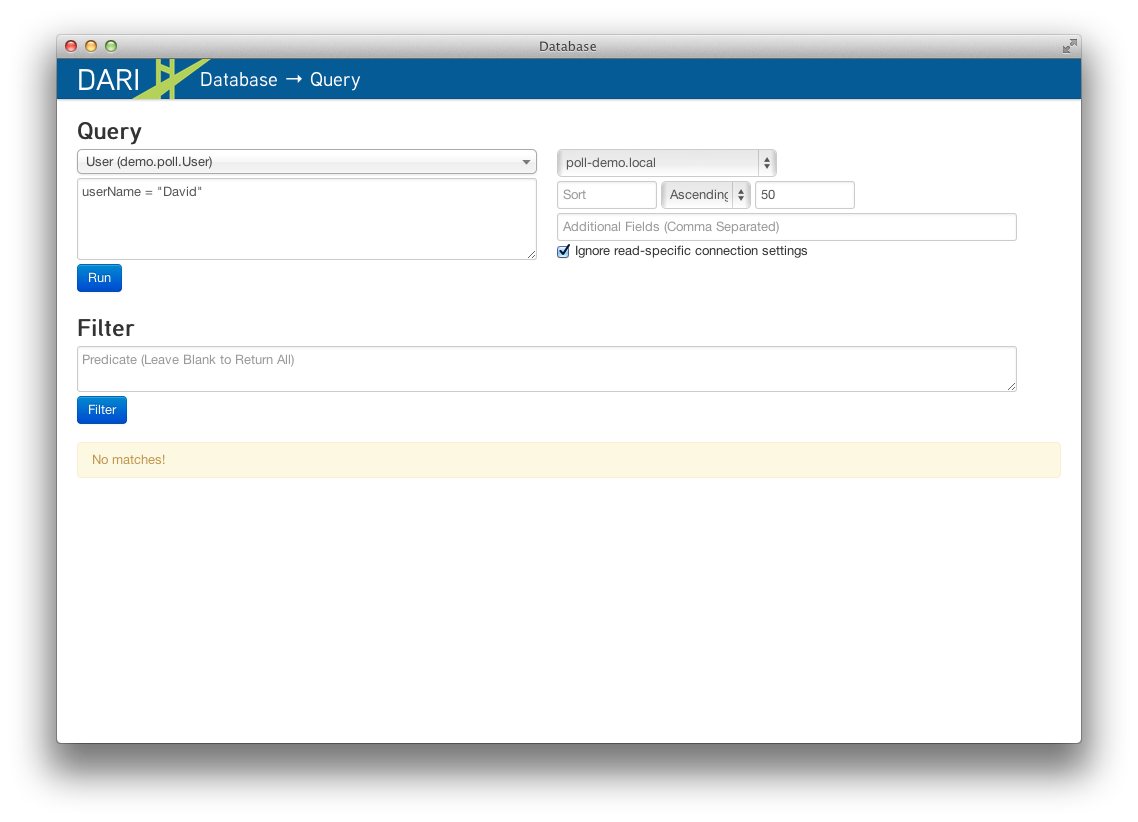 Database
DARI Database → Query
Query
User (demo.poll.User)
poll-demo.local
userName = "David"
Sort Ascending 50
Additional Fields (Comma Separated)
Ignore read-specific connection settings
Run
Filter
Predicate (Leave Blank to Return All)
Filter
No matches!